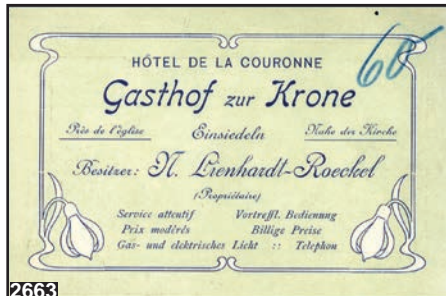 60
HÔTEL DE LA COURONNE
Gasthof zur Krone
Près de l'église Einsiedeln Nahe der Kirche
Besitzer: N. Lienhardt-Roeckel
(Propriétaire)
Service attentif Vortreffl. Bedienung
Prix modérés Billige Preise
Gas- und elektrisches Licht :: Telephon
2663